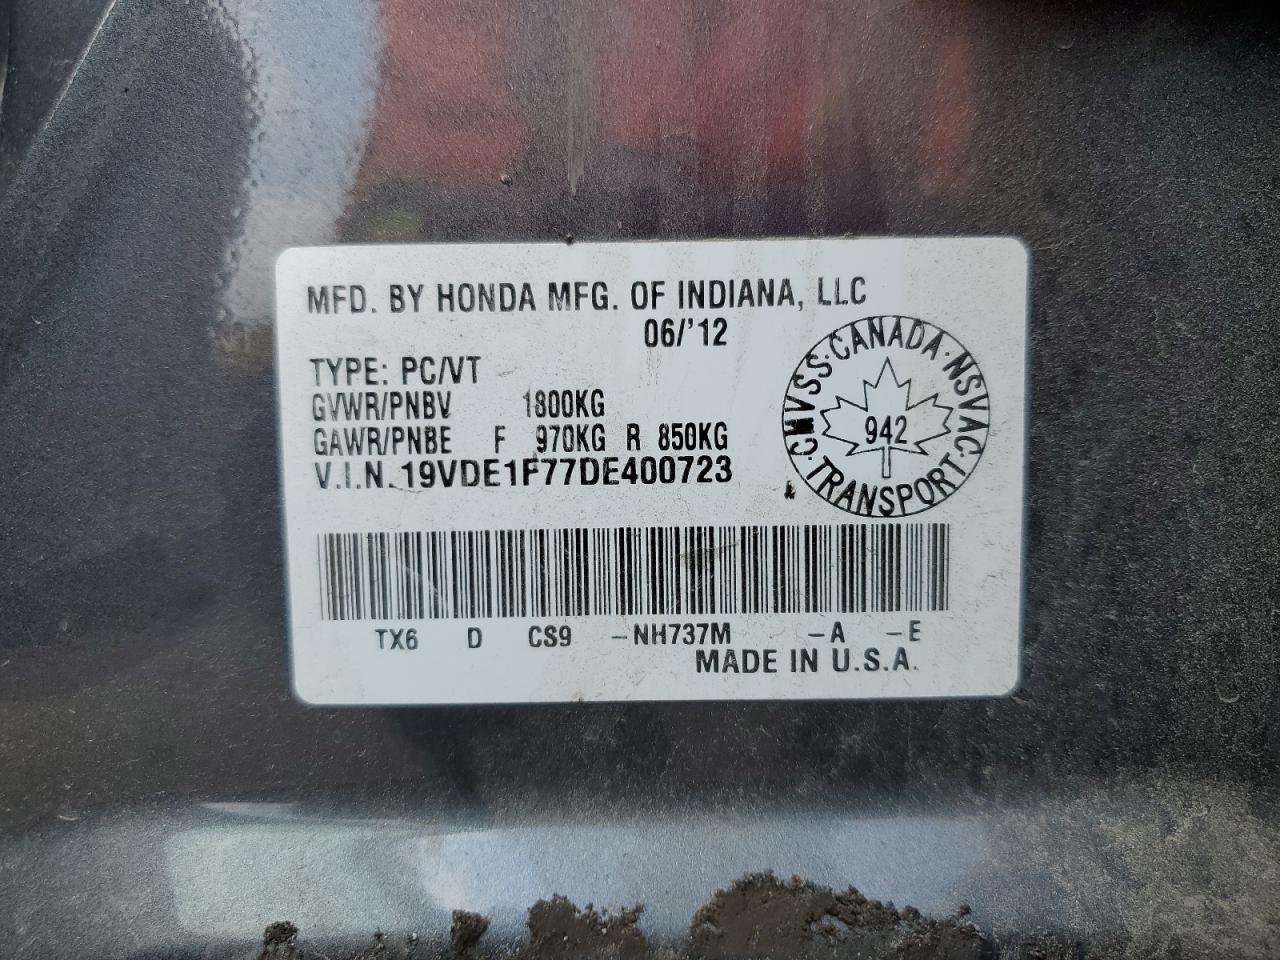 MFD. BY HONDA MFG. OF INDIANA, LLC
06/'12
TYPE: PC/VT
GVWR/PNBV 1800KG
GAWR/PNBE F 970KG R 850KG
V.I.N. 19VDE1F77DE400723
CMVSS·CANADA·NSVAC·TRANSPORT·
942
TX6 D CS9 -NH737M -A -E
MADE IN U.S.A.